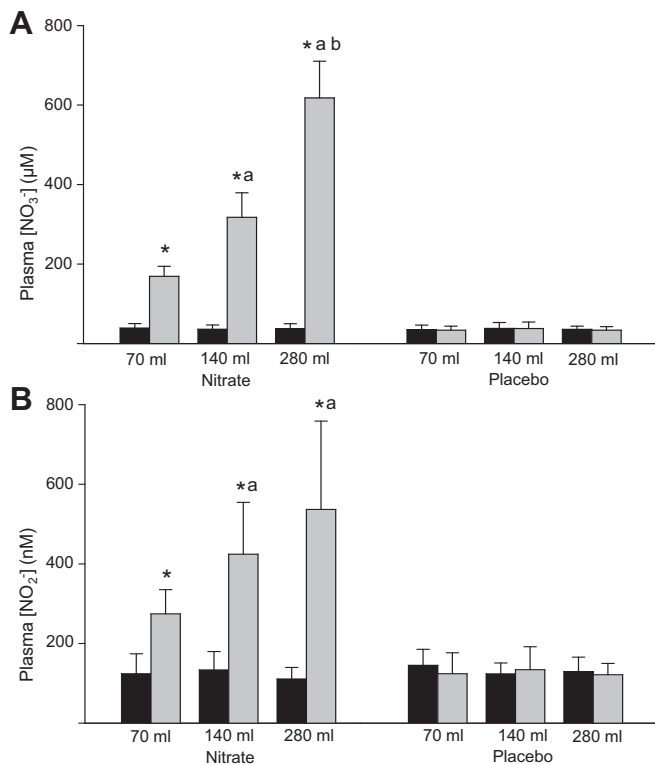 A
800
600
400
200
Plasma [NO₃⁻] (µM)
*
*a
*a b
70 ml 140 ml 280 ml 70 ml 140 ml 280 ml
Nitrate Placebo
B
800
600
400
200
Plasma [NO₂⁻] (nM)
*
*a
*a
70 ml 140 ml 280 ml 70 ml 140 ml 280 ml
Nitrate Placebo